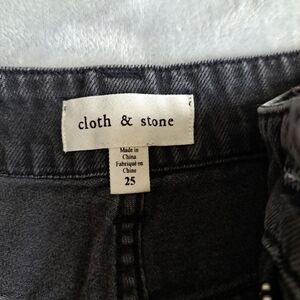 cloth & stone
Made in
China
Fabriqué en
Chine
25